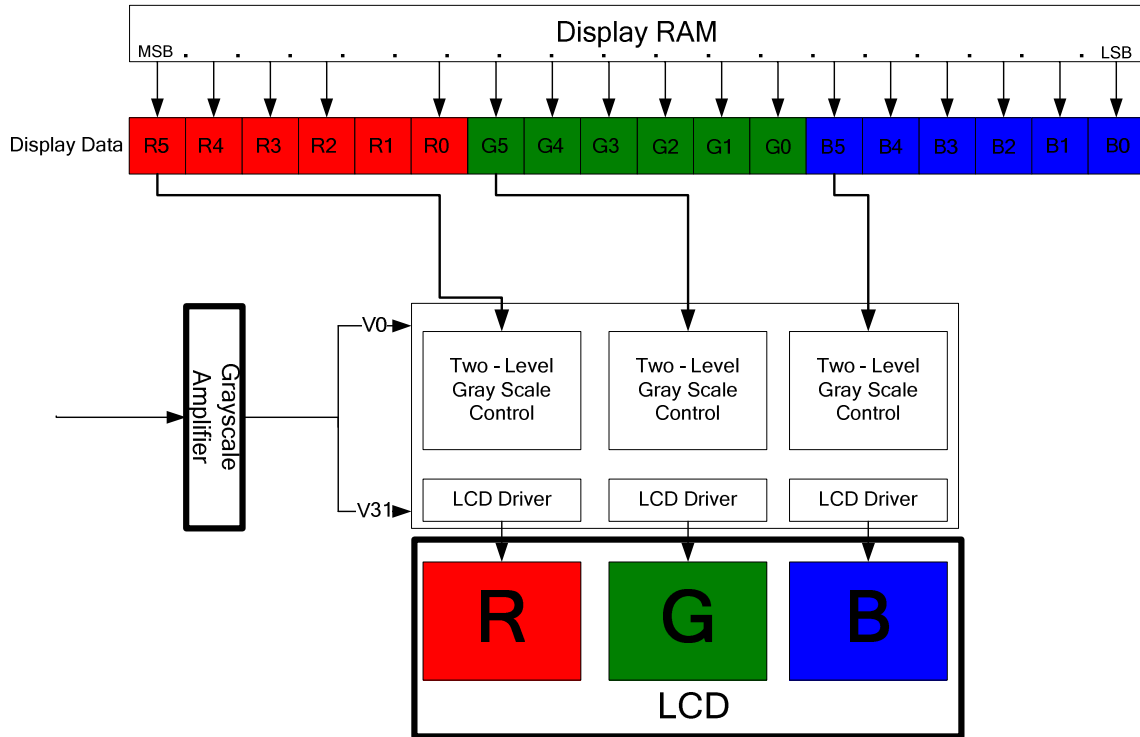 Display RAM
MSB
LSB
Display Data
R5 R4 R3 R2 R1 R0 G5 G4 G3 G2 G1 G0 B5 B4 B3 B2 B1 B0
Grayscale
Amplifier
V0
V31
Two - Level
Gray Scale
Control
Two - Level
Gray Scale
Control
Two - Level
Gray Scale
Control
LCD Driver
LCD Driver
LCD Driver
R
G
B
LCD